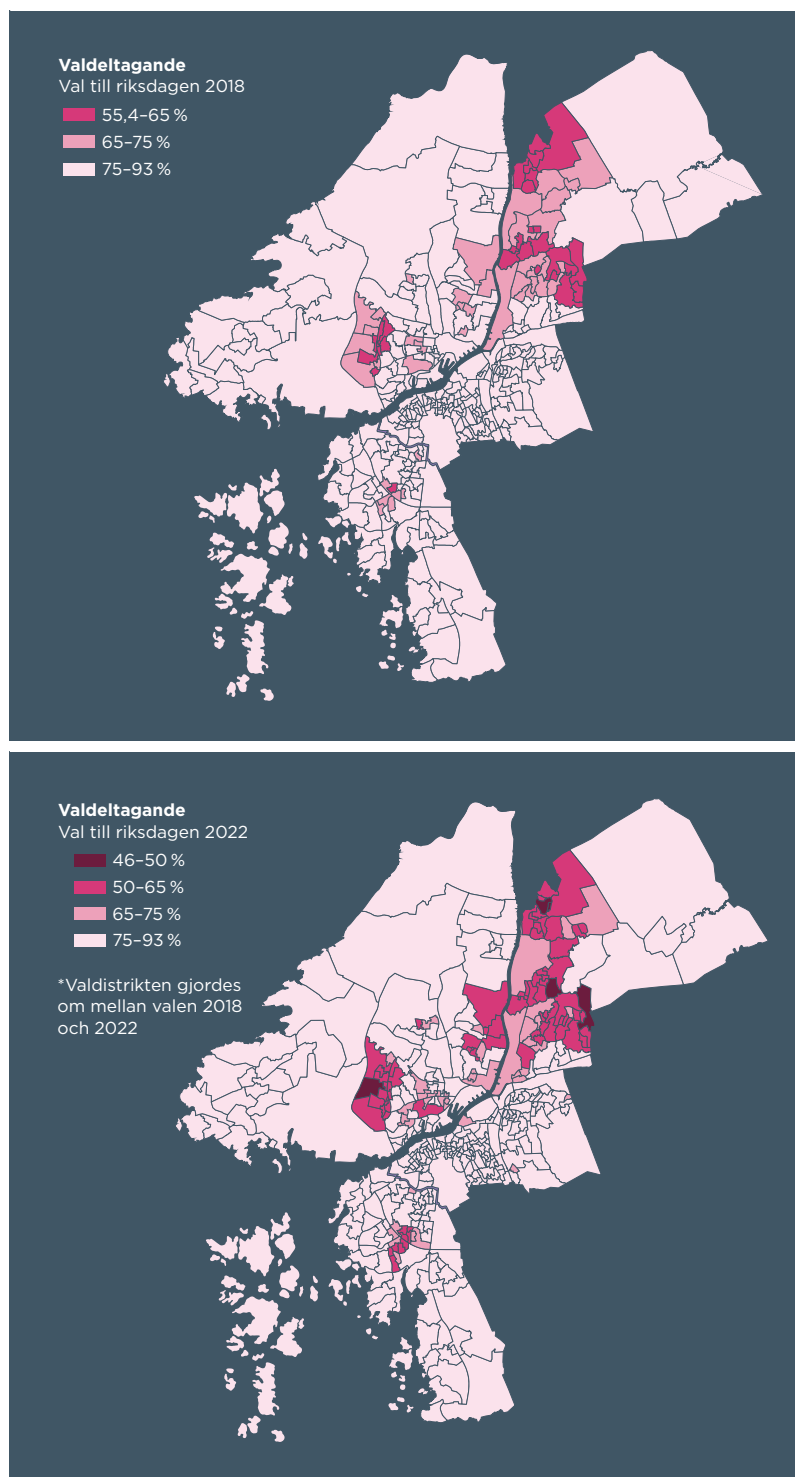 Valdeltagande
Val till riksdagen 2018
55,4–65 %
65–75 %
75–93 %
Valdeltagande
Val till riksdagen 2022
46–50 %
50–65 %
65–75 %
75–93 %
*Valdistrikten gjordes
om mellan valen 2018
och 2022